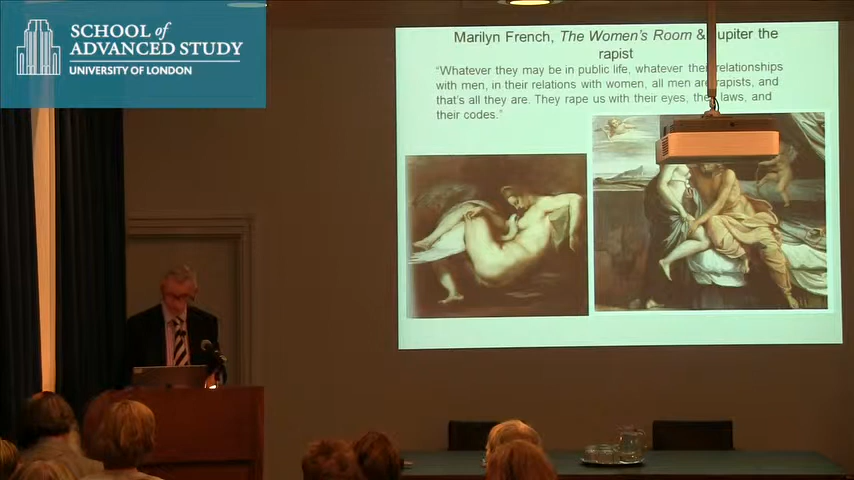 SCHOOL of
ADVANCED STUDY
UNIVERSITY OF LONDON
Marilyn French, The Women's Room & Jupiter the
rapist
"Whatever they may be in public life, whatever their relationships
with men, in their relations with women, all men are rapists, and
that's all they are. They rape us with their eyes, their laws, and
their codes."